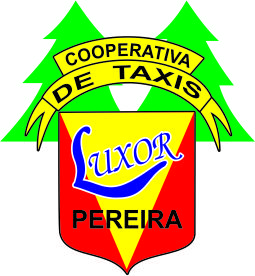 COOPERATIVA
DE TAXIS
LUXOR
PEREIRA